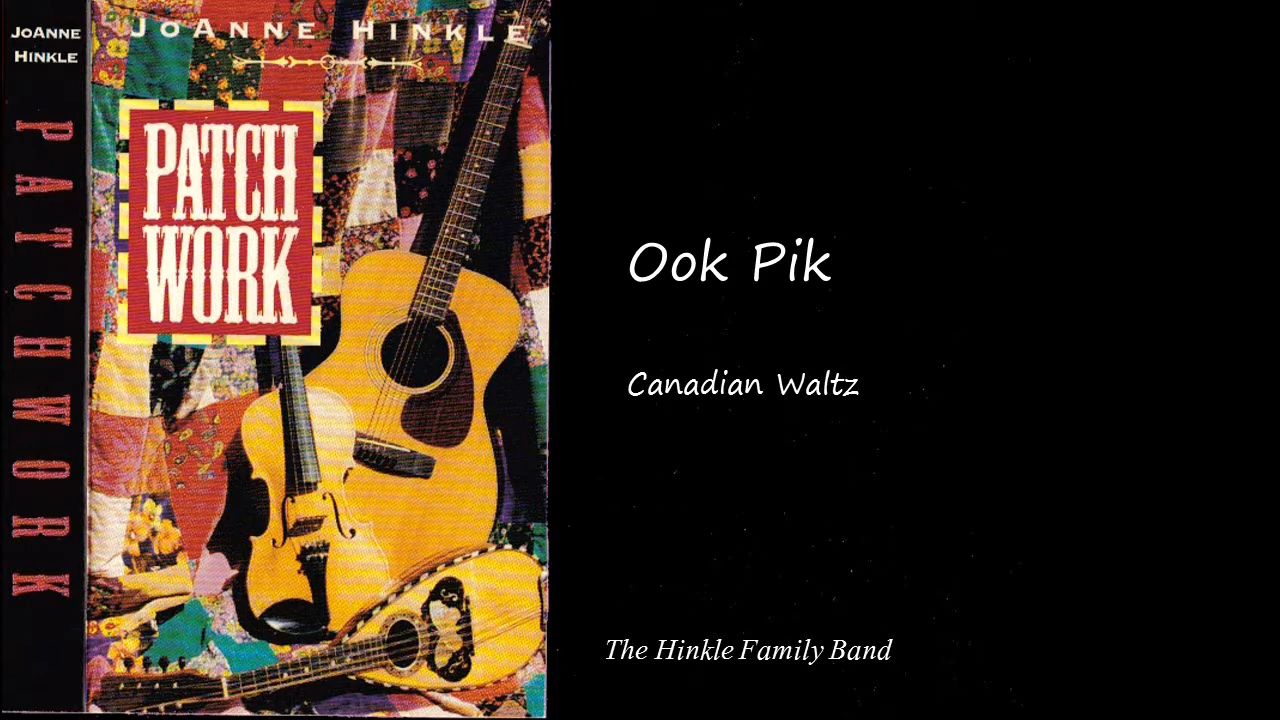 JoAnne
Hinkle
PATCHWORK
JoAnne Hinkle
PATCH
WORK
Ook Pik
Canadian Waltz
The Hinkle Family Band